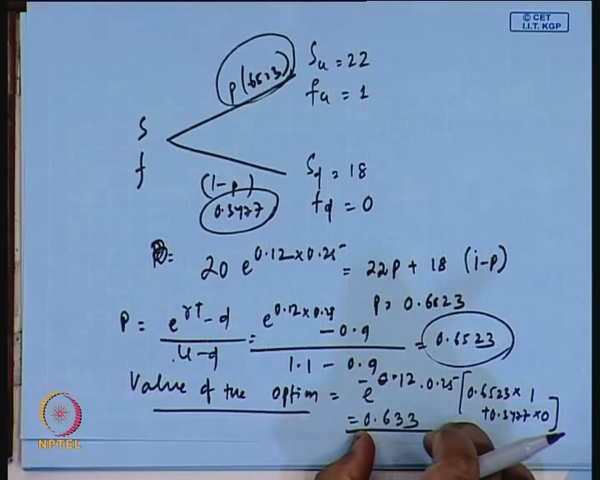 © CET
I.I.T. KGP
p(.6523)
Su = 22
fu = 1
S
f
(1-p)
0.3477
Sd = 18
fd = 0
20 e^0.12×0.25 = 22p + 18 (1-p)
p = 0.6523
P = e^rT - d / u - d = e^0.12×0.25 - 0.9 / 1.1 - 0.9 = 0.6523
Value of the option = e^-0.12×0.25 [0.6523 × 1 + 0.3477 × 0]
= 0.633
NPTEL